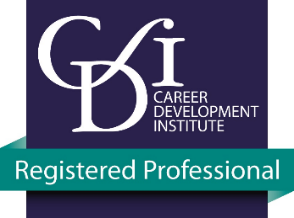 CDi
CAREER
DEVELOPMENT
INSTITUTE
Registered Professional